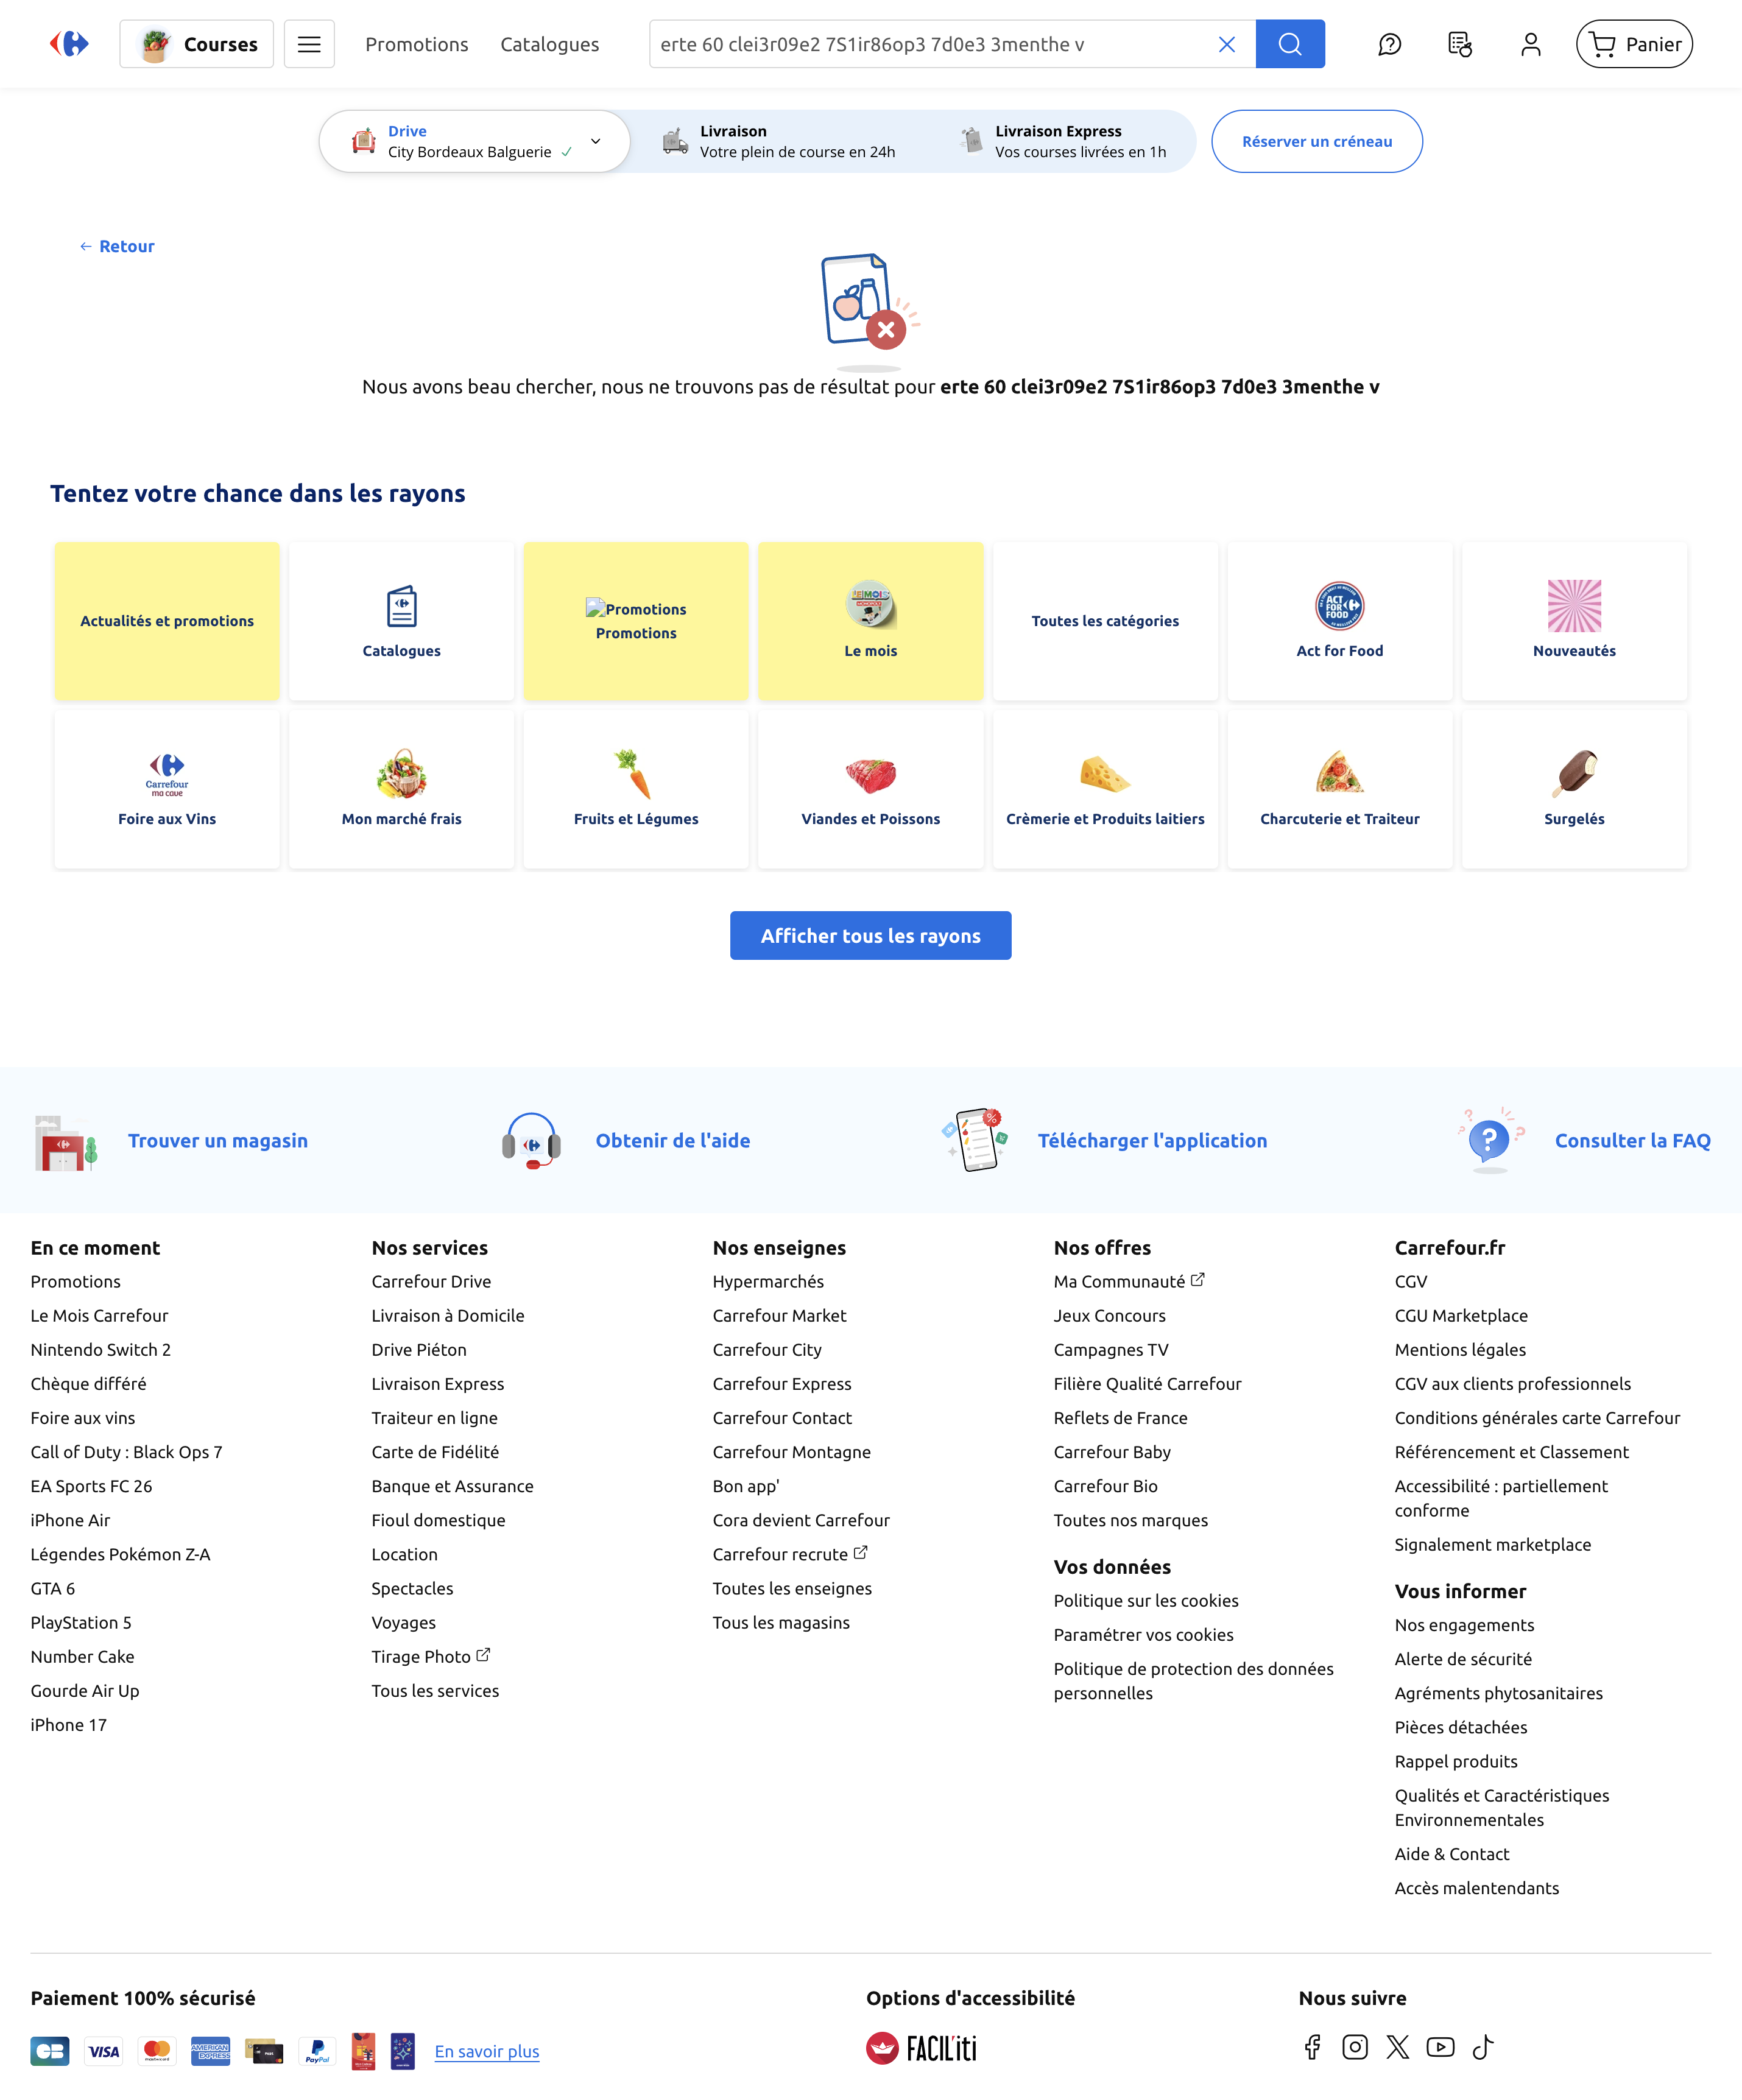 Courses
Promotions
Catalogues
erte 60 clei3r09e2 7S1ir86op3 7d0e3 3menthe v
Panier
Drive
City Bordeaux Balguerie
Livraison
Votre plein de course en 24h
Livraison Express
Vos courses livrées en 1h
Réserver un créneau
Retour
Nous avons beau chercher, nous ne trouvons pas de résultat pour erte 60 clei3r09e2 7S1ir86op3 7d0e3 3menthe v
Tentez votre chance dans les rayons
Actualités et promotions
Catalogues
Promotions
Promotions
Le mois
Toutes les catégories
ACT FOR FOOD
Act for Food
Nouveautés
Carrefour
ma cave
Foire aux Vins
Mon marché frais
Fruits et Légumes
Viandes et Poissons
Crèmerie et Produits laitiers
Charcuterie et Traiteur
Surgelés
Afficher tous les rayons
Trouver un magasin
Obtenir de l'aide
Télécharger l'application
Consulter la FAQ
En ce moment
Promotions
Le Mois Carrefour
Nintendo Switch 2
Chèque différé
Foire aux vins
Call of Duty : Black Ops 7
EA Sports FC 26
iPhone Air
Légendes Pokémon Z-A
GTA 6
PlayStation 5
Number Cake
Gourde Air Up
iPhone 17
Nos services
Carrefour Drive
Livraison à Domicile
Drive Piéton
Livraison Express
Traiteur en ligne
Carte de Fidélité
Banque et Assurance
Fioul domestique
Location
Spectacles
Voyages
Tirage Photo
Tous les services
Nos enseignes
Hypermarchés
Carrefour Market
Carrefour City
Carrefour Express
Carrefour Contact
Carrefour Montagne
Bon app'
Cora devient Carrefour
Carrefour recrute
Toutes les enseignes
Tous les magasins
Nos offres
Ma Communauté
Jeux Concours
Campagnes TV
Filière Qualité Carrefour
Reflets de France
Carrefour Baby
Carrefour Bio
Toutes nos marques
Vos données
Politique sur les cookies
Paramétrer vos cookies
Politique de protection des données
personnelles
Carrefour.fr
CGV
CGU Marketplace
Mentions légales
CGV aux clients professionnels
Conditions générales carte Carrefour
Référencement et Classement
Accessibilité : partiellement
conforme
Signalement marketplace
Vous informer
Nos engagements
Alerte de sécurité
Agréments phytosanitaires
Pièces détachées
Rappel produits
Qualités et Caractéristiques
Environnementales
Aide & Contact
Accès malentendants
Paiement 100% sécurisé
CB
VISA
mastercard
AMERICAN EXPRESS
PayPal
En savoir plus
Options d'accessibilité
FACIL'iti
Nous suivre